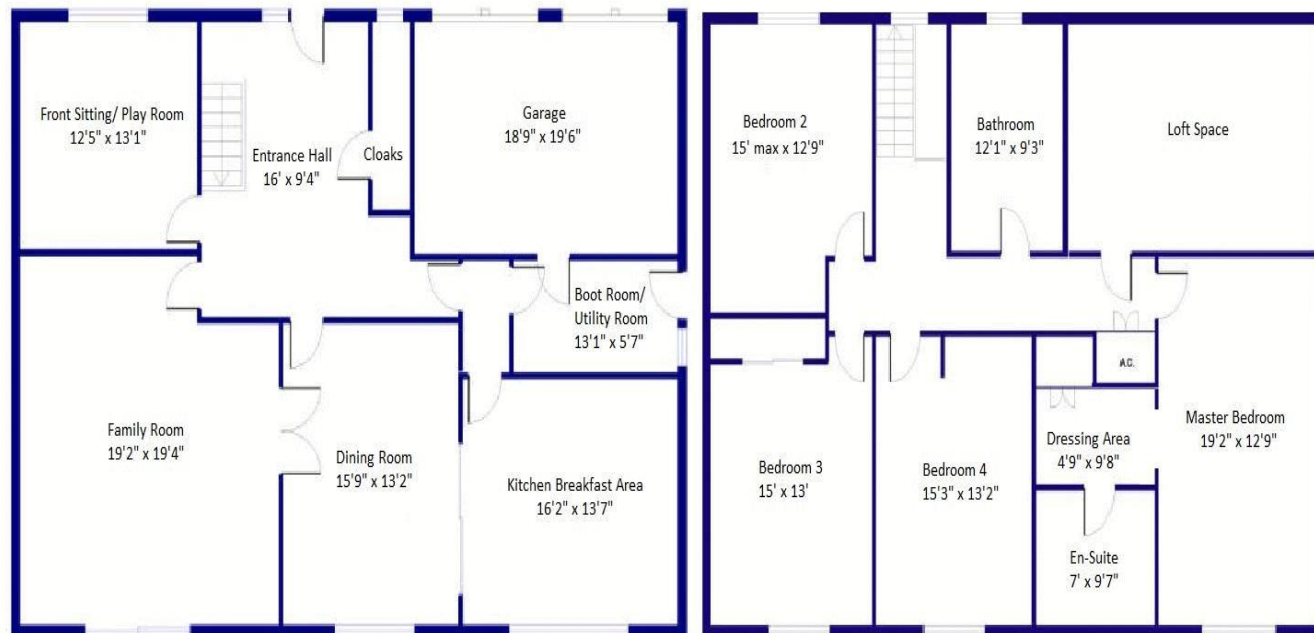 Front Sitting/ Play Room
12'5" x 13'1"
Entrance Hall
16' x 9'4"
Cloaks
Garage
18'9" x 19'6"
Boot Room/
Utility Room
13'1" x 5'7"
Family Room
19'2" x 19'4"
Dining Room
15'9" x 13'2"
Kitchen Breakfast Area
16'2" x 13'7"
Bedroom 2
15' max x 12'9"
Bathroom
12'1" x 9'3"
Loft Space
A.C.
Master Bedroom
19'2" x 12'9"
Dressing Area
4'9" x 9'8"
Bedroom 3
15' x 13'
Bedroom 4
15'3" x 13'2"
En-Suite
7' x 9'7"